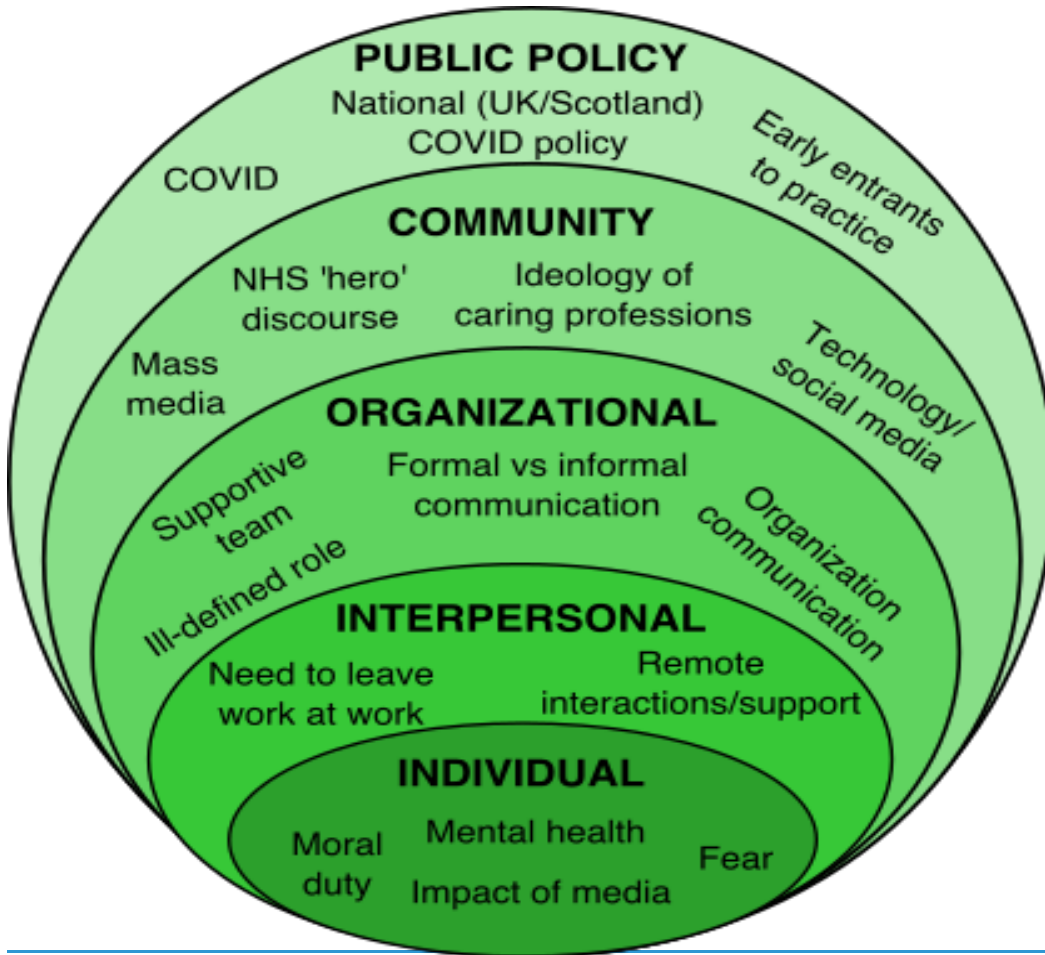 PUBLIC POLICY
National (UK/Scotland)
COVID policy
COVID
Early entrants
to practice
COMMUNITY
NHS 'hero'
discourse
Ideology of
caring professions
Mass
media
Technology/
social media
ORGANIZATIONAL
Formal vs informal
communication
Supportive
team
Ill-defined role
Organization
communication
INTERPERSONAL
Need to leave
work at work
Remote
interactions/support
INDIVIDUAL
Moral
duty
Mental health
Impact of media
Fear